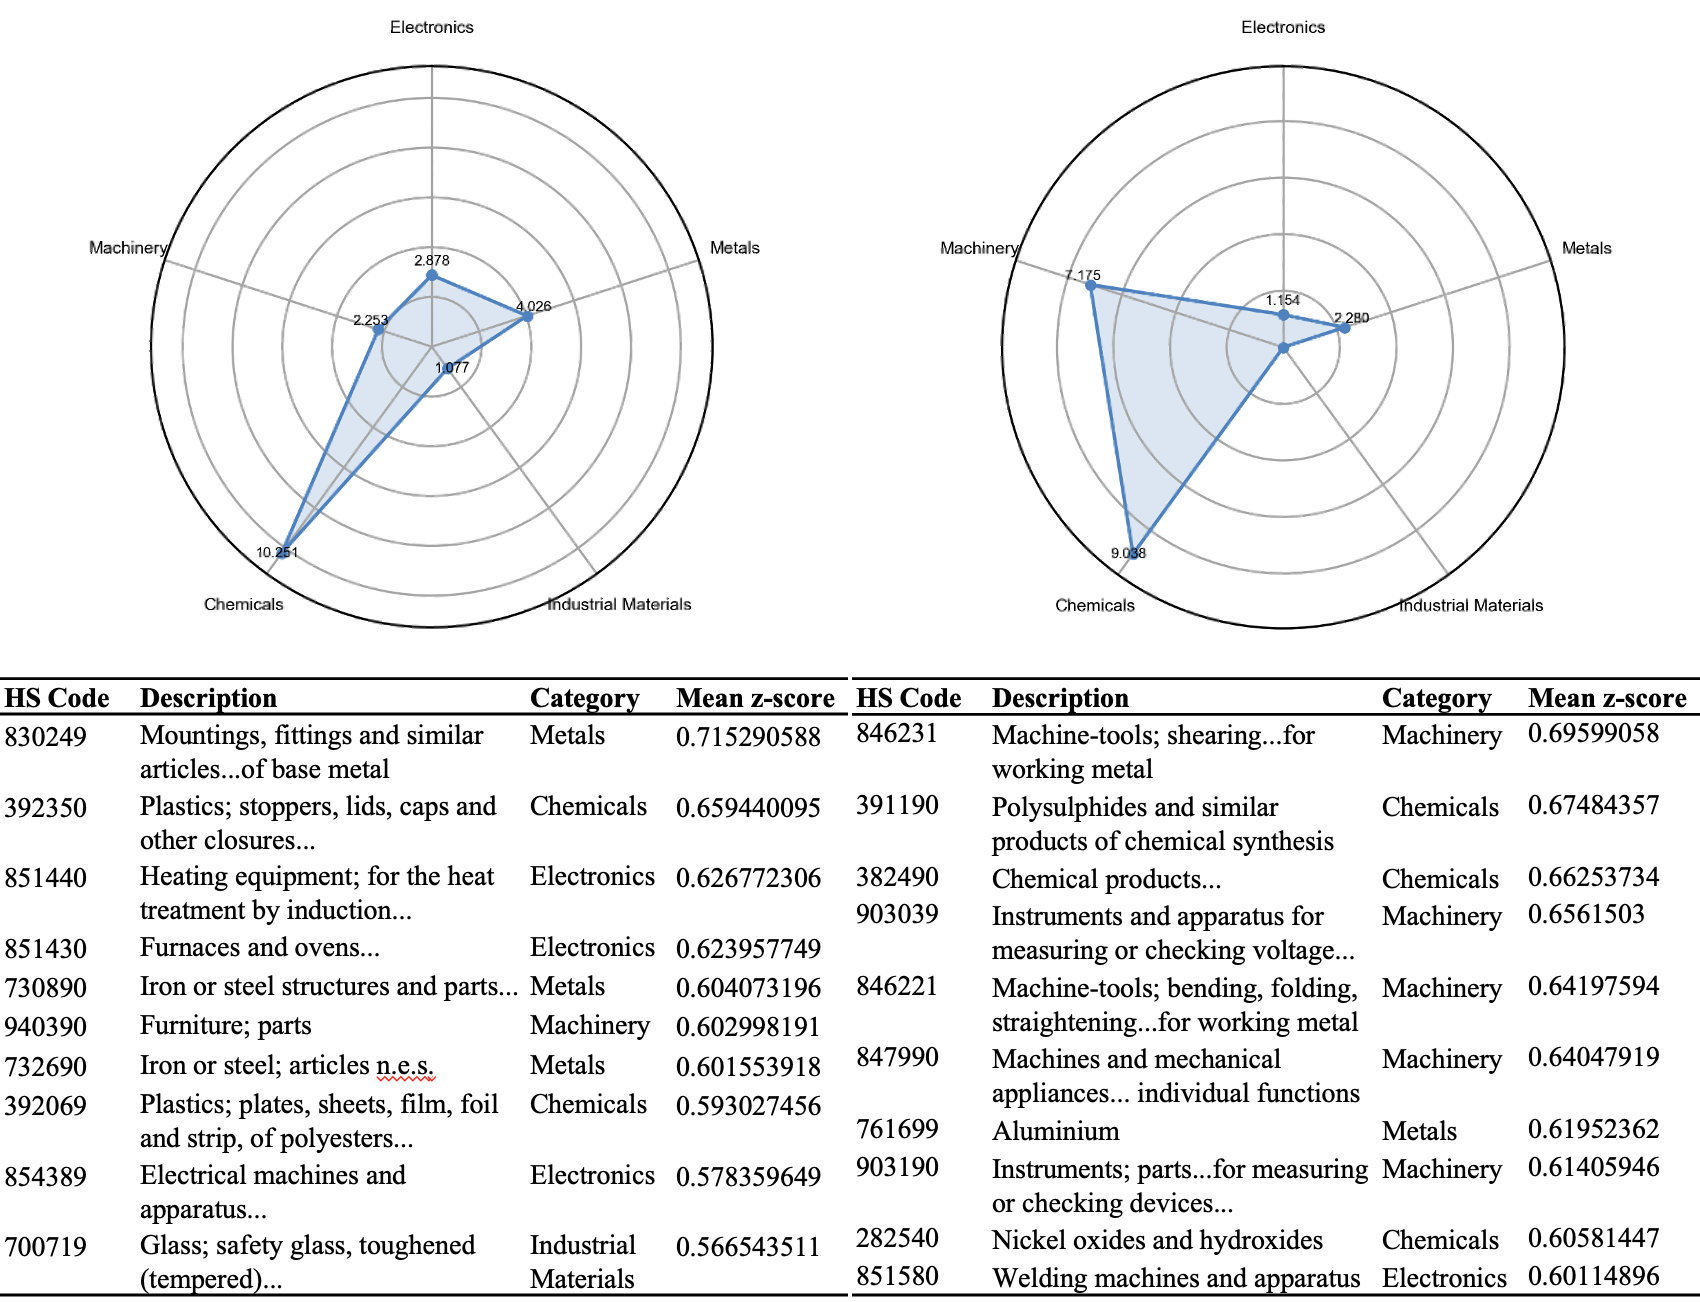 Electronics
Machinery
Metals
2.878
4.026
2.253
1.077
10.251
Chemicals
Industrial Materials
Electronics
Machinery
Metals
7.175
1.154
2.280
9.038
Chemicals
Industrial Materials
HS Code Description Category Mean z-score
830249 Mountings, fittings and similar Metals 0.715290588
articles...of base metal
392350 Plastics; stoppers, lids, caps and Chemicals 0.659440095
other closures...
851440 Heating equipment; for the heat Electronics 0.626772306
treatment by induction...
851430 Furnaces and ovens... Electronics 0.623957749
730890 Iron or steel structures and parts... Metals 0.604073196
940390 Furniture; parts Machinery 0.602998191
732690 Iron or steel; articles n.e.s. Metals 0.601553918
392069 Plastics; plates, sheets, film, foil Chemicals 0.593027456
and strip, of polyesters...
854389 Electrical machines and Electronics 0.578359649
apparatus...
700719 Glass; safety glass, toughened Industrial 0.566543511
(tempered)... Materials
HS Code Description Category Mean z-score
846231 Machine-tools; shearing...for Machinery 0.69599058
working metal
391190 Polysulphides and similar Chemicals 0.67484357
products of chemical synthesis
382490 Chemical products... Chemicals 0.66253734
903039 Instruments and apparatus for Machinery 0.6561503
measuring or checking voltage...
846221 Machine-tools; bending, folding, Machinery 0.64197594
straightening...for working metal
847990 Machines and mechanical Machinery 0.64047919
appliances... individual functions
761699 Aluminium Metals 0.61952362
903190 Instruments; parts...for measuring Machinery 0.61405946
or checking devices...
282540 Nickel oxides and hydroxides Chemicals 0.60581447
851580 Welding machines and apparatus Electronics 0.60114896